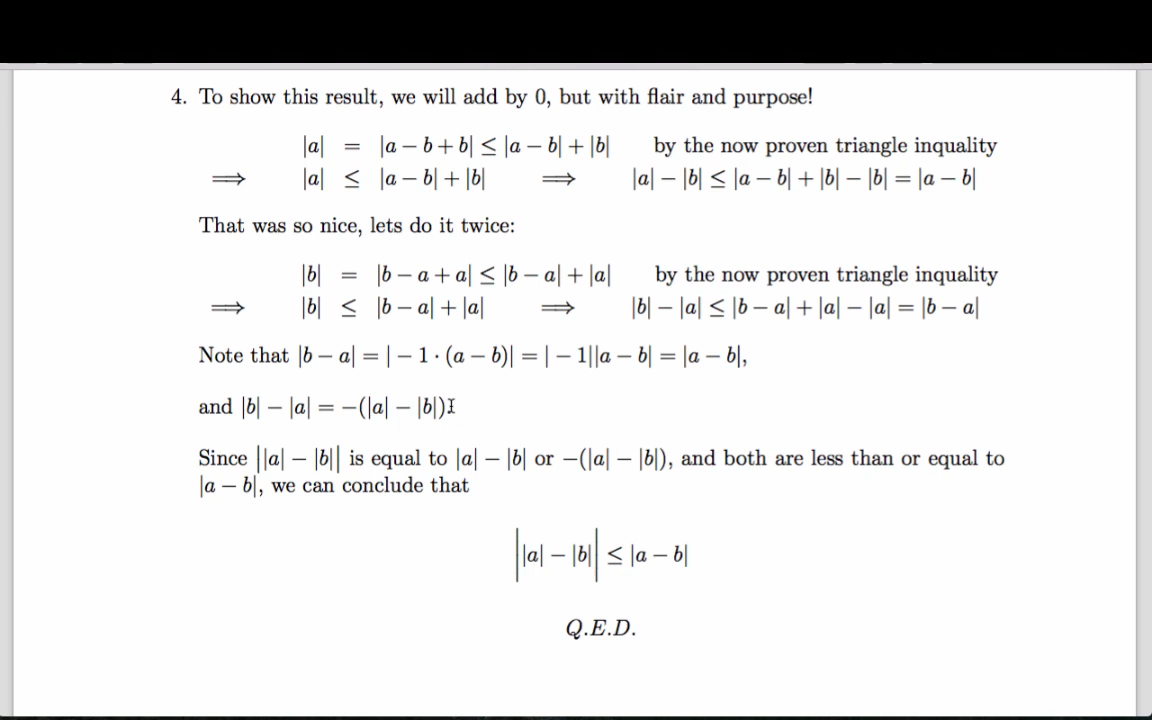 4. To show this result, we will add by 0, but with flair and purpose!
|a| = |a − b + b| ≤ |a − b| + |b| by the now proven triangle inquality
⟹ |a| ≤ |a − b| + |b| ⟹ |a| − |b| ≤ |a − b| + |b| − |b| = |a − b|
That was so nice, lets do it twice:
|b| = |b − a + a| ≤ |b − a| + |a| by the now proven triangle inquality
⟹ |b| ≤ |b − a| + |a| ⟹ |b| − |a| ≤ |b − a| + |a| − |a| = |b − a|
Note that |b − a| = | − 1 · (a − b)| = | − 1||a − b| = |a − b|,
and |b| − |a| = −(|a| − |b|)
Since ||a| − |b|| is equal to |a| − |b| or −(|a| − |b|), and both are less than or equal to
|a − b|, we can conclude that
||a| − |b|| ≤ |a − b|
Q.E.D.